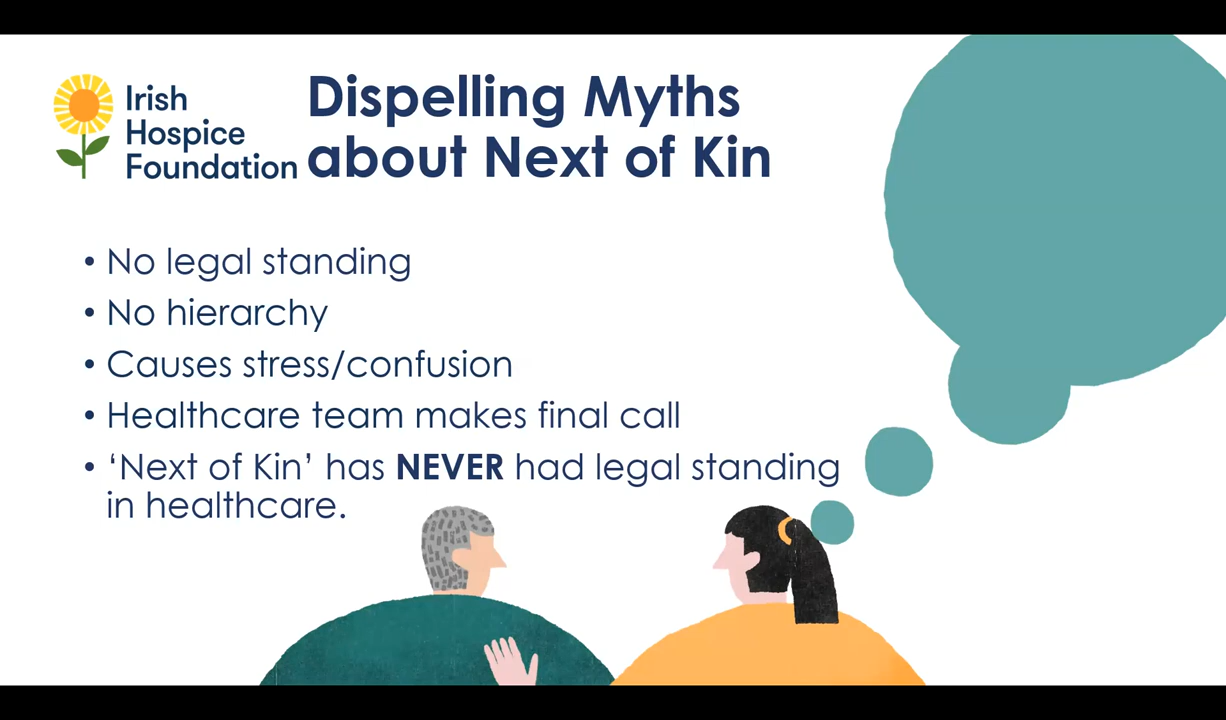 Irish
Hospice
Foundation
Dispelling Myths
about Next of Kin
• No legal standing
• No hierarchy
• Causes stress/confusion
• Healthcare team makes final call
• ‘Next of Kin’ has NEVER had legal standing
in healthcare.